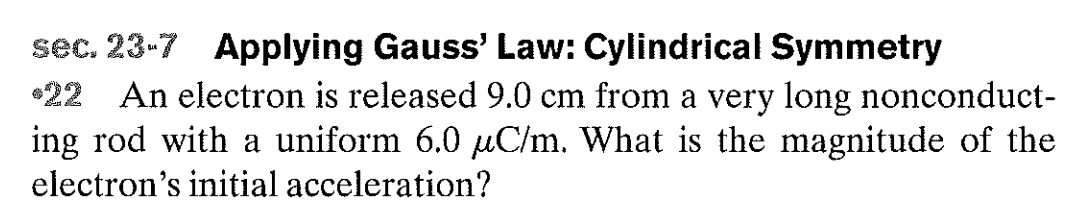 sec. 23-7 Applying Gauss' Law: Cylindrical Symmetry
•22 An electron is released 9.0 cm from a very long nonconduct-
ing rod with a uniform 6.0 μC/m. What is the magnitude of the
electron's initial acceleration?